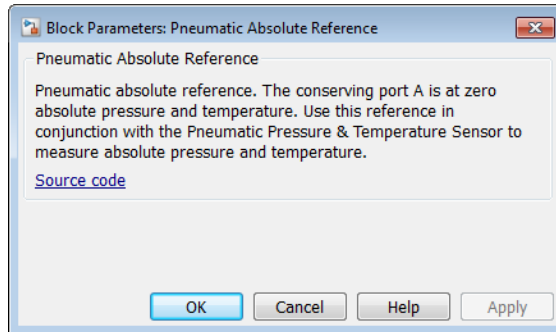 Block Parameters: Pneumatic Absolute Reference
Pneumatic Absolute Reference
Pneumatic absolute reference. The conserving port A is at zero
absolute pressure and temperature. Use this reference in
conjunction with the Pneumatic Pressure & Temperature Sensor to
measure absolute pressure and temperature.
Source code
OK Cancel Help Apply